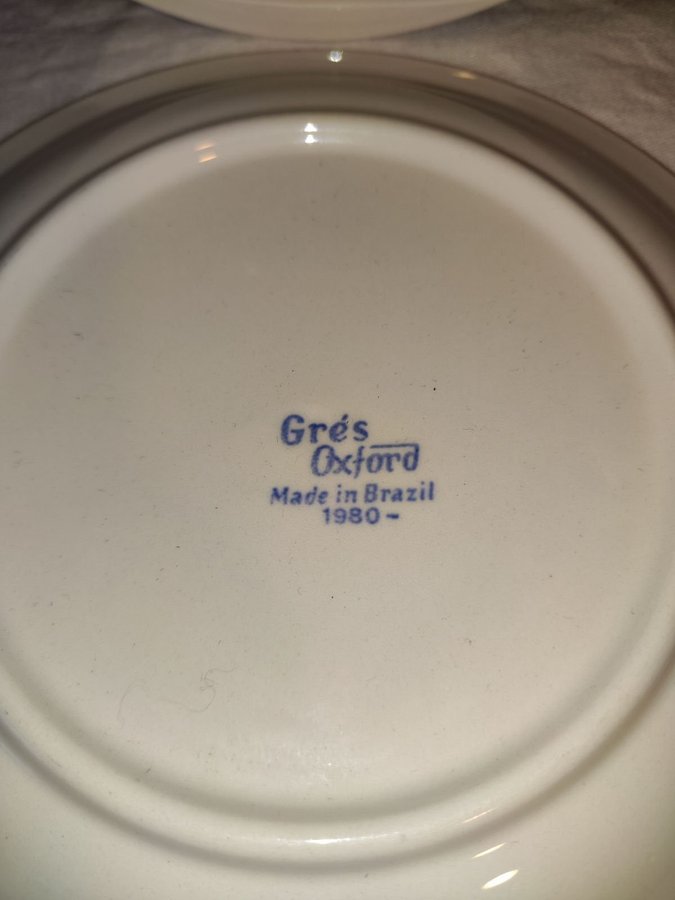 Grés
Oxford
Made in Brazil
1980 -